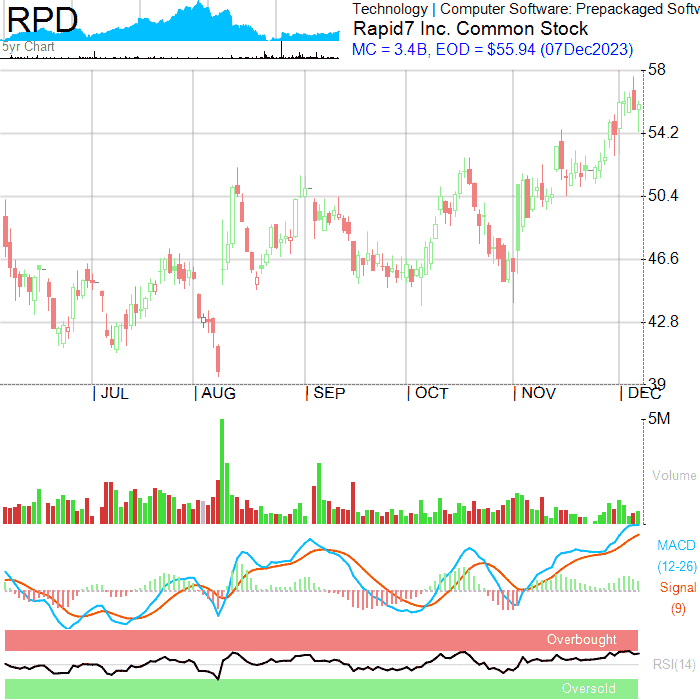 RPD
5yr Chart
Technology | Computer Software: Prepackaged Softw
Rapid7 Inc. Common Stock
MC = 3.4B, EOD = $55.94 (07Dec2023)
58
54.2
50.4
46.6
42.8
39
| JUL | AUG | SEP | OCT | NOV | DEC
5M
Volume
MACD
(12-26)
Signal
(9)
Overbought
RSI(14)
Oversold